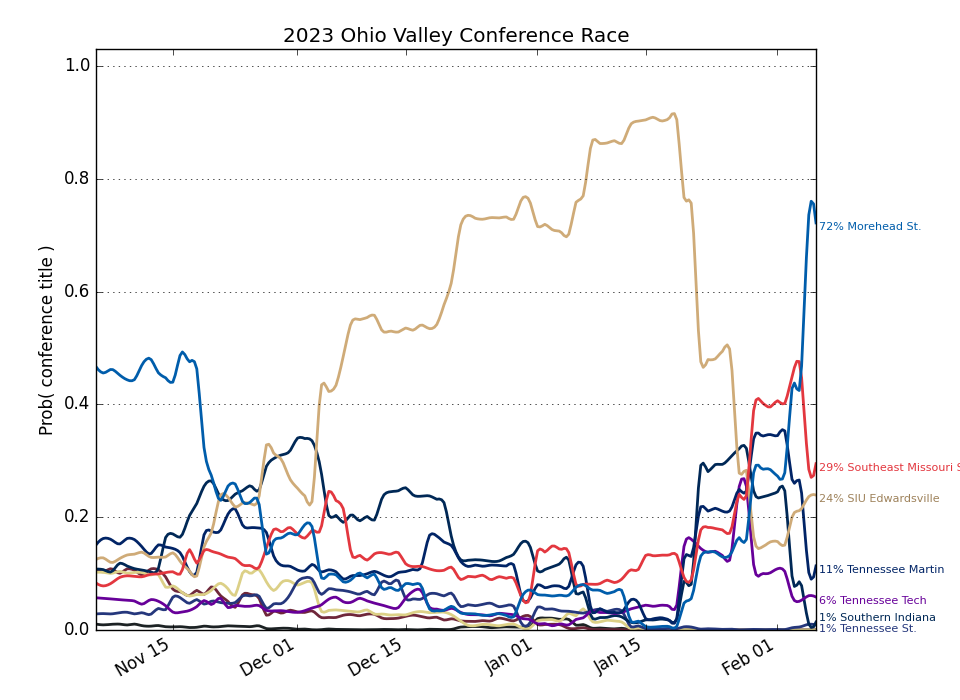 2023 Ohio Valley Conference Race
Prob( conference title )
1.0
0.8
0.6
0.4
0.2
0.0
Nov 15
Dec 01
Dec 15
Jan 01
Jan 15
Feb 01
72% Morehead St.
29% Southeast Missouri S
24% SIU Edwardsville
11% Tennessee Martin
6% Tennessee Tech
1% Southern Indiana
1% Tennessee St.